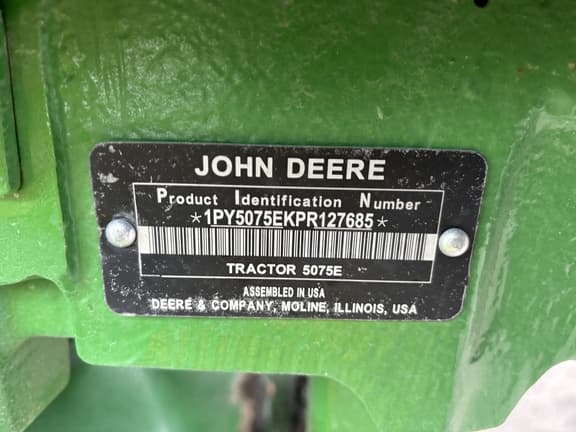 JOHN DEERE
Product Identification Number
*1PY5075EKPR127685*
TRACTOR 5075E
ASSEMBLED IN USA
DEERE & COMPANY, MOLINE, ILLINOIS, USA